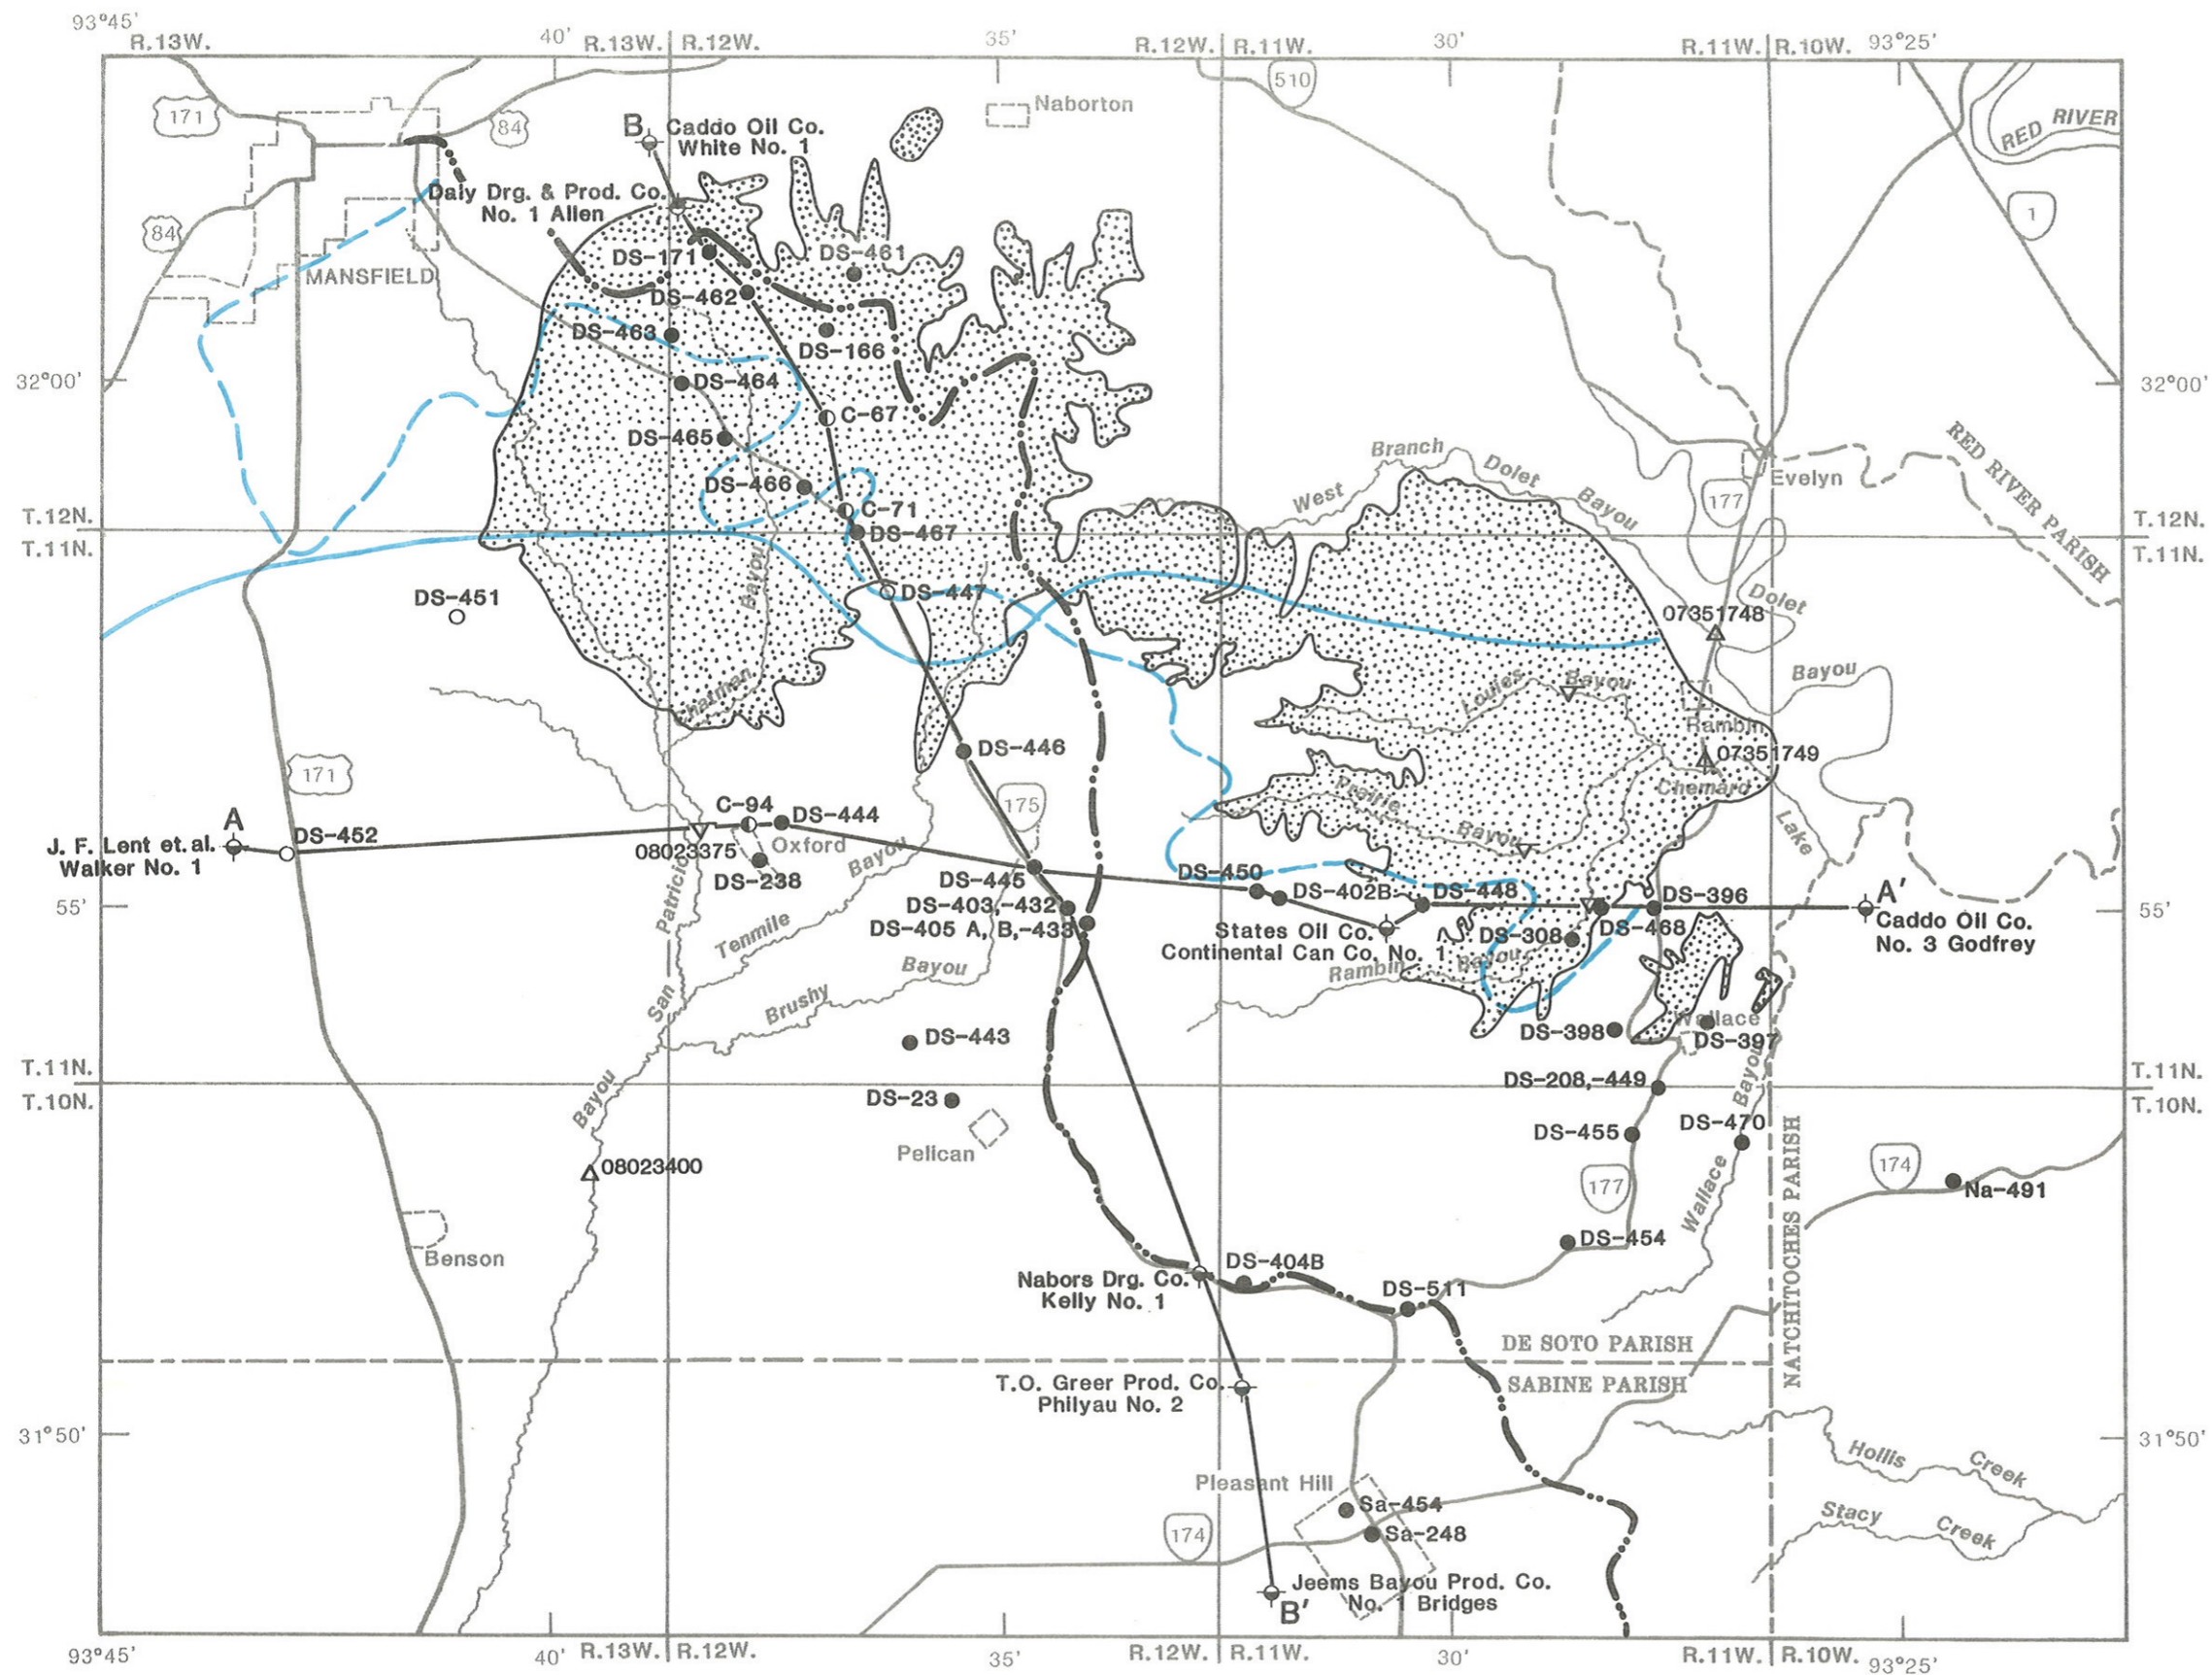 93°45'
R.13W.
40'
R.13W. R.12W.
35'
R.12W. R.11W.
30'
R.11W. R.10W.
93°25'
510
171
84
Naborton
RED RIVER
B
Caddo Oil Co.
White No. 1
Daly Drg. & Prod. Co.
No. 1 Allen
84
1
DS-171
DS-461
MANSFIELD
DS-462
DS-463
DS-166
32°00'
32°00'
DS-464
C-67
DS-465
RED RIVER PARISH
Branch
West
Dolet
Bayou
DS-466
Evelyn
177
C-71
T.12N.
T.12N.
DS-467
T.11N.
T.11N.
Bayou
DS-447
DS-451
Dolet
07351748
Bayou
Louies
Bayou
Chatman
Rambin
DS-446
07351749
171
Chemard
Prairie
175
C-94
DS-444
A
DS-452
Bayou
Lake
J. F. Lent et.al.
Walker No. 1
08023375
Oxford
Bayou
DS-238
DS-445
DS-450
DS-402B
DS-448
DS-396
A'
55'
55'
Patricio
DS-403,-432
Caddo Oil Co.
No. 3 Godfrey
DS-405 A, B,-433
States Oil Co.
Continental Can Co. No. 1
DS-308
DS-468
Tenmile
Bayou
Rambin
Bayou
San
Brushy
Wallace
DS-443
DS-398
DS-397
T.11N.
T.11N.
DS-208,-449
T.10N.
T.10N.
Bayou
DS-23
Bayou
DS-470
DS-455
Pelican
08023400
174
177
Na-491
Wallace
NATCHITOCHES PARISH
DS-454
Benson
DS-404B
Nabors Drg. Co.
Kelly No. 1
DS-511
DE SOTO PARISH
SABINE PARISH
T.O. Greer Prod. Co.
Philyau No. 2
31°50'
31°50'
Hollis
Creek
Pleasant Hill
Sa-454
Stacy
Creek
174
Sa-248
Jeems Bayou Prod. Co.
No. 1 Bridges
B'
93°45'
40'
R.13W. R.12W.
35'
R.12W. R.11W.
30'
R.11W. R.10W.
93°25'